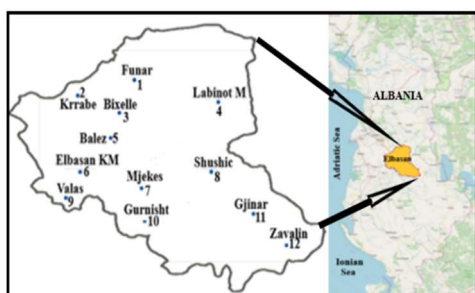 Funar
1
2
Krrabe
Bixelle
3
Labinot M
4
Balez 5
Elbasan KM
6
Shushic
8
Mjekes
7
Valas
9
Gurnisht
10
Gjinar
11
Zavalin
12
ALBANIA
Adriatic Sea
Elbasan
Ionian
Sea